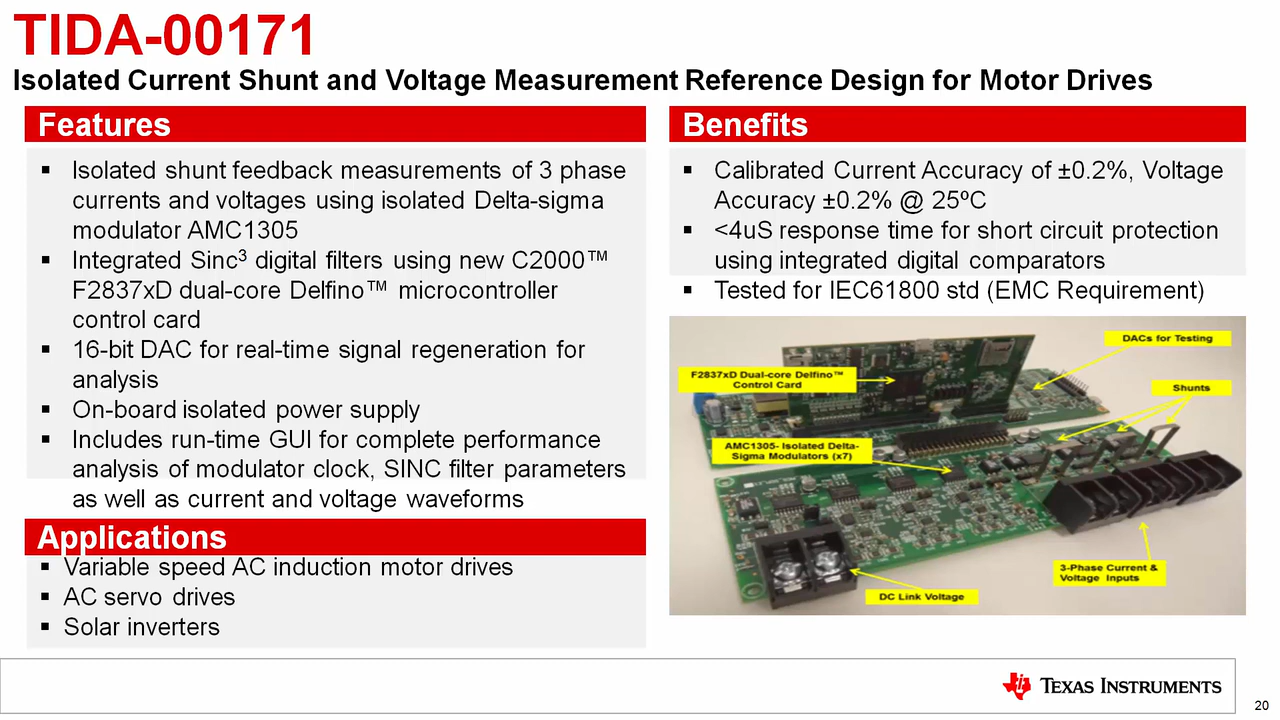 TIDA-00171
Isolated Current Shunt and Voltage Measurement Reference Design for Motor Drives
Features
▪ Isolated shunt feedback measurements of 3 phase
currents and voltages using isolated Delta-sigma
modulator AMC1305
▪ Integrated Sinc³ digital filters using new C2000™
F2837xD dual-core Delfino™ microcontroller
control card
▪ 16-bit DAC for real-time signal regeneration for
analysis
▪ On-board isolated power supply
▪ Includes run-time GUI for complete performance
analysis of modulator clock, SINC filter parameters
as well as current and voltage waveforms
Applications
▪ Variable speed AC induction motor drives
▪ AC servo drives
▪ Solar inverters
Benefits
▪ Calibrated Current Accuracy of ±0.2%, Voltage
Accuracy ±0.2% @ 25ºC
▪ <4uS response time for short circuit protection
using integrated digital comparators
▪ Tested for IEC61800 std (EMC Requirement)
DACs for Testing
F2837xD Dual-core Delfino™
Control Card
Shunts
AMC1305- Isolated Delta-
Sigma Modulators (x7)
3-Phase Current &
Voltage Inputs
DC Link Voltage
TEXAS INSTRUMENTS
20